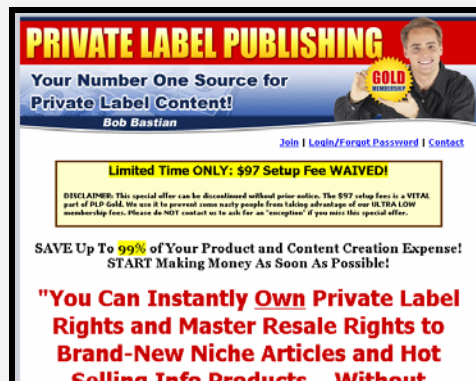 PRIVATE LABEL PUBLISHING
Your Number One Source for
Private Label Content!
Bob Bastian
GOLD
MEMBERSHIP
Join | Login/Forgot Password | Contact
Limited Time ONLY: $97 Setup Fee WAIVED!
DISCLAIMER: This special offer can be discontinued without prior notice. The $97 setup fees is a VITAL
part of PLP Gold. We use it to prevent some nasty people from taking advantage of our ULTRA LOW
membership fees. Please do NOT contact us to ask for an "exception" if you miss this special offer.
SAVE Up To 99% of Your Product and Content Creation Expense!
START Making Money As Soon As Possible!
"You Can Instantly Own Private Label
Rights and Master Resale Rights to
Brand-New Niche Articles and Hot
Selling Info Products... Without